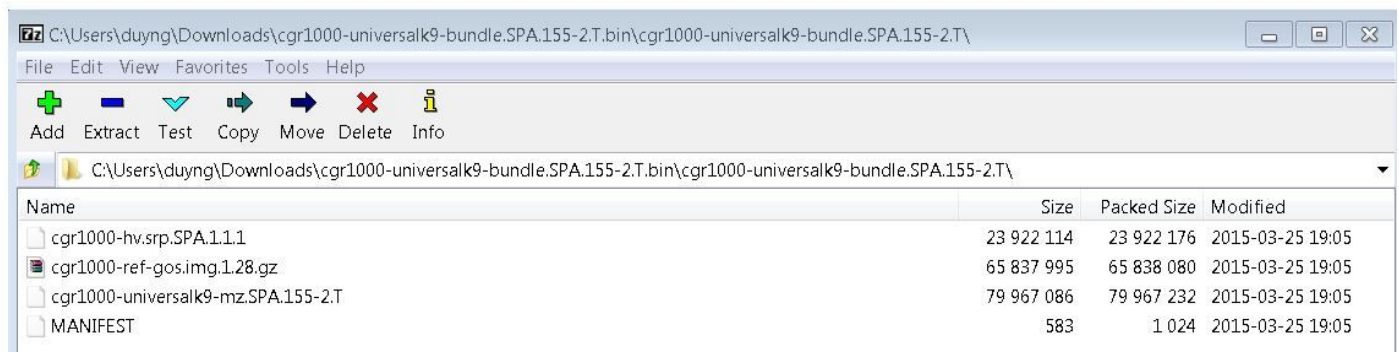 7z C:\Users\duyng\Downloads\cgr1000-universalk9-bundle.SPA.155-2.T.bin\cgr1000-universalk9-bundle.SPA.155-2.T\
File Edit View Favorites Tools Help
Add Extract Test Copy Move Delete Info
C:\Users\duyng\Downloads\cgr1000-universalk9-bundle.SPA.155-2.T.bin\cgr1000-universalk9-bundle.SPA.155-2.T\
Name Size Packed Size Modified
cgr1000-hv.srp.SPA.1.1.1 23 922 114 23 922 176 2015-03-25 19:05
cgr1000-ref-gos.img.1.28.gz 65 837 995 65 838 080 2015-03-25 19:05
cgr1000-universalk9-mz.SPA.155-2.T 79 967 086 79 967 232 2015-03-25 19:05
MANIFEST 583 1 024 2015-03-25 19:05